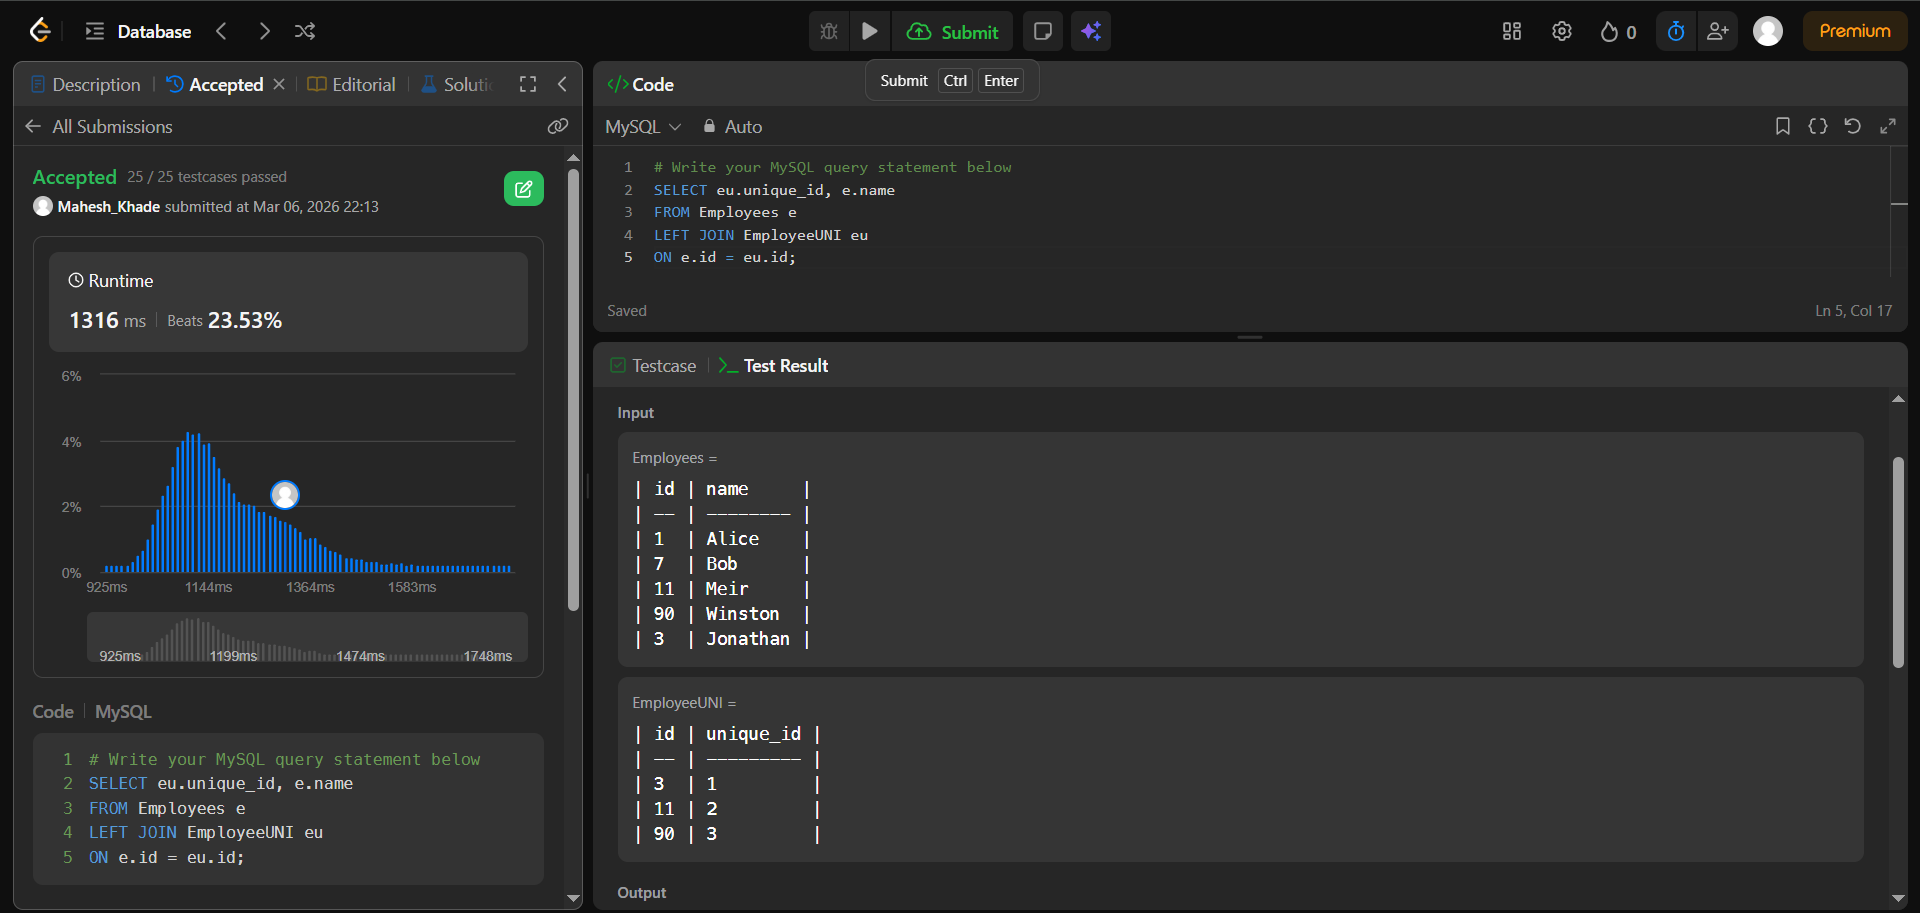 Database
Submit
0
Premium
Submit Ctrl Enter
Description
Accepted
Editorial
Solutic
All Submissions
Accepted 25 / 25 testcases passed
Mahesh_Khade submitted at Mar 06, 2026 22:13
Runtime
1316 ms Beats 23.53%
6%
4%
2%
0%
925ms 1144ms 1364ms 1583ms
925ms 1199ms 1474ms 1748ms
Code MySQL
1 # Write your MySQL query statement below
2 SELECT eu.unique_id, e.name
3 FROM Employees e
4 LEFT JOIN EmployeeUNI eu
5 ON e.id = eu.id;
</>Code
MySQL Auto
1 # Write your MySQL query statement below
2 SELECT eu.unique_id, e.name
3 FROM Employees e
4 LEFT JOIN EmployeeUNI eu
5 ON e.id = eu.id;
Saved Ln 5, Col 17
Testcase >_ Test Result
Input
Employees =
| id | name     |
| -- | -------- |
| 1  | Alice    |
| 7  | Bob      |
| 11 | Meir     |
| 90 | Winston  |
| 3  | Jonathan |
EmployeeUNI =
| id | unique_id |
| -- | --------- |
| 3  | 1         |
| 11 | 2         |
| 90 | 3         |
Output